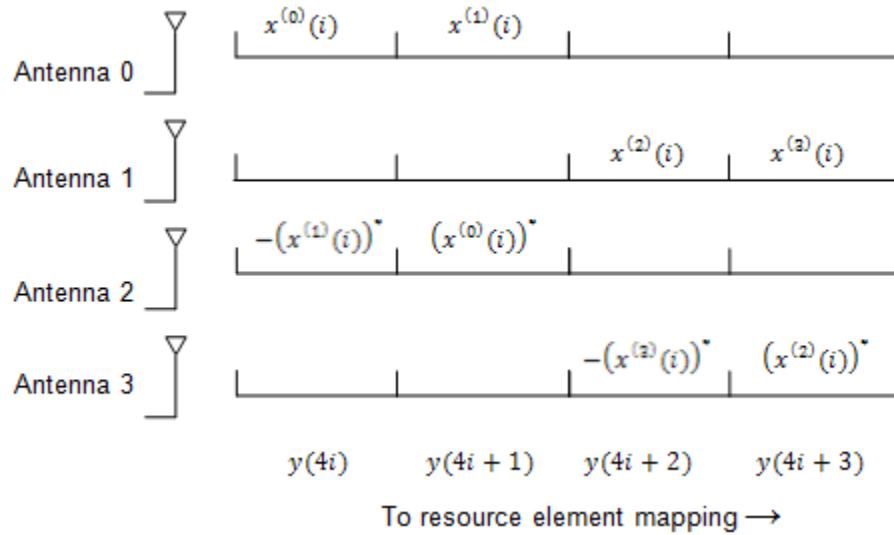 x⁽⁰⁾(i) x⁽¹⁾(i)
Antenna 0
x⁽²⁾(i) x⁽³⁾(i)
Antenna 1
−(x⁽¹⁾(i))* (x⁽⁰⁾(i))*
Antenna 2
−(x⁽³⁾(i))* (x⁽²⁾(i))*
Antenna 3
y(4i) y(4i + 1) y(4i + 2) y(4i + 3)
To resource element mapping →